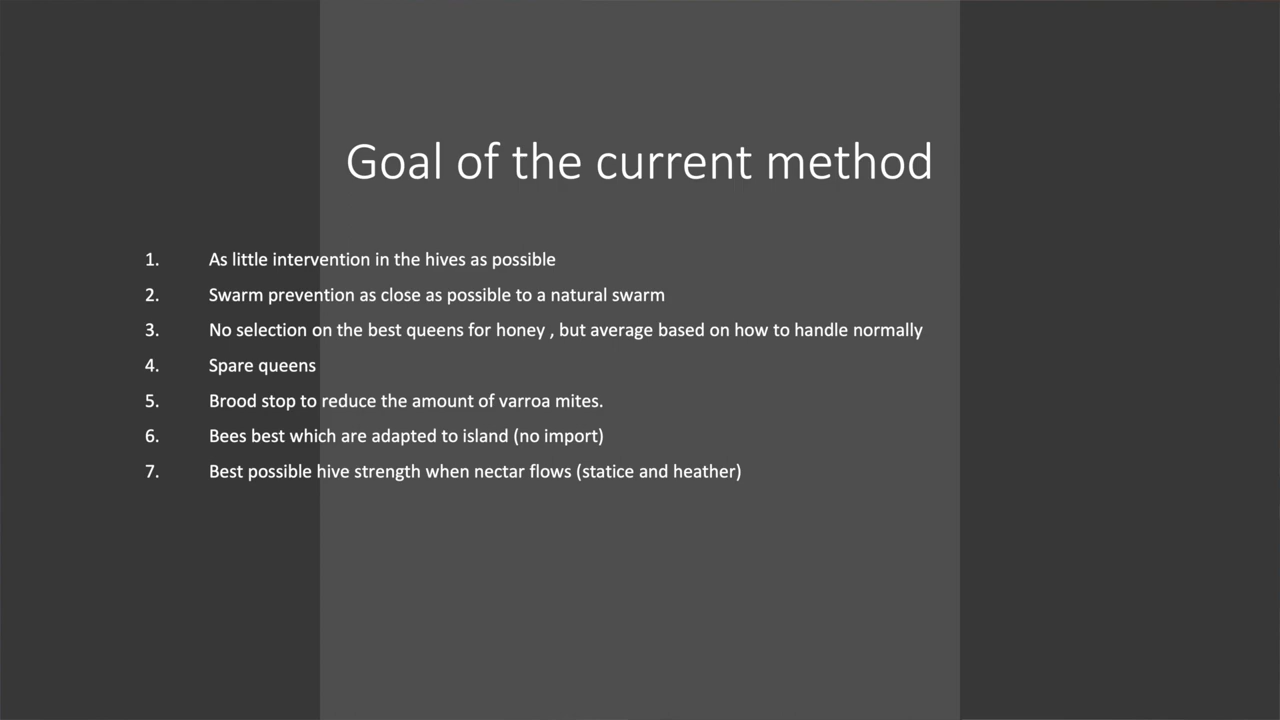 Goal of the current method
1. As little intervention in the hives as possible
2. Swarm prevention as close as possible to a natural swarm
3. No selection on the best queens for honey , but average based on how to handle normally
4. Spare queens
5. Brood stop to reduce the amount of varroa mites.
6. Bees best which are adapted to island (no import)
7. Best possible hive strength when nectar flows (statice and heather)